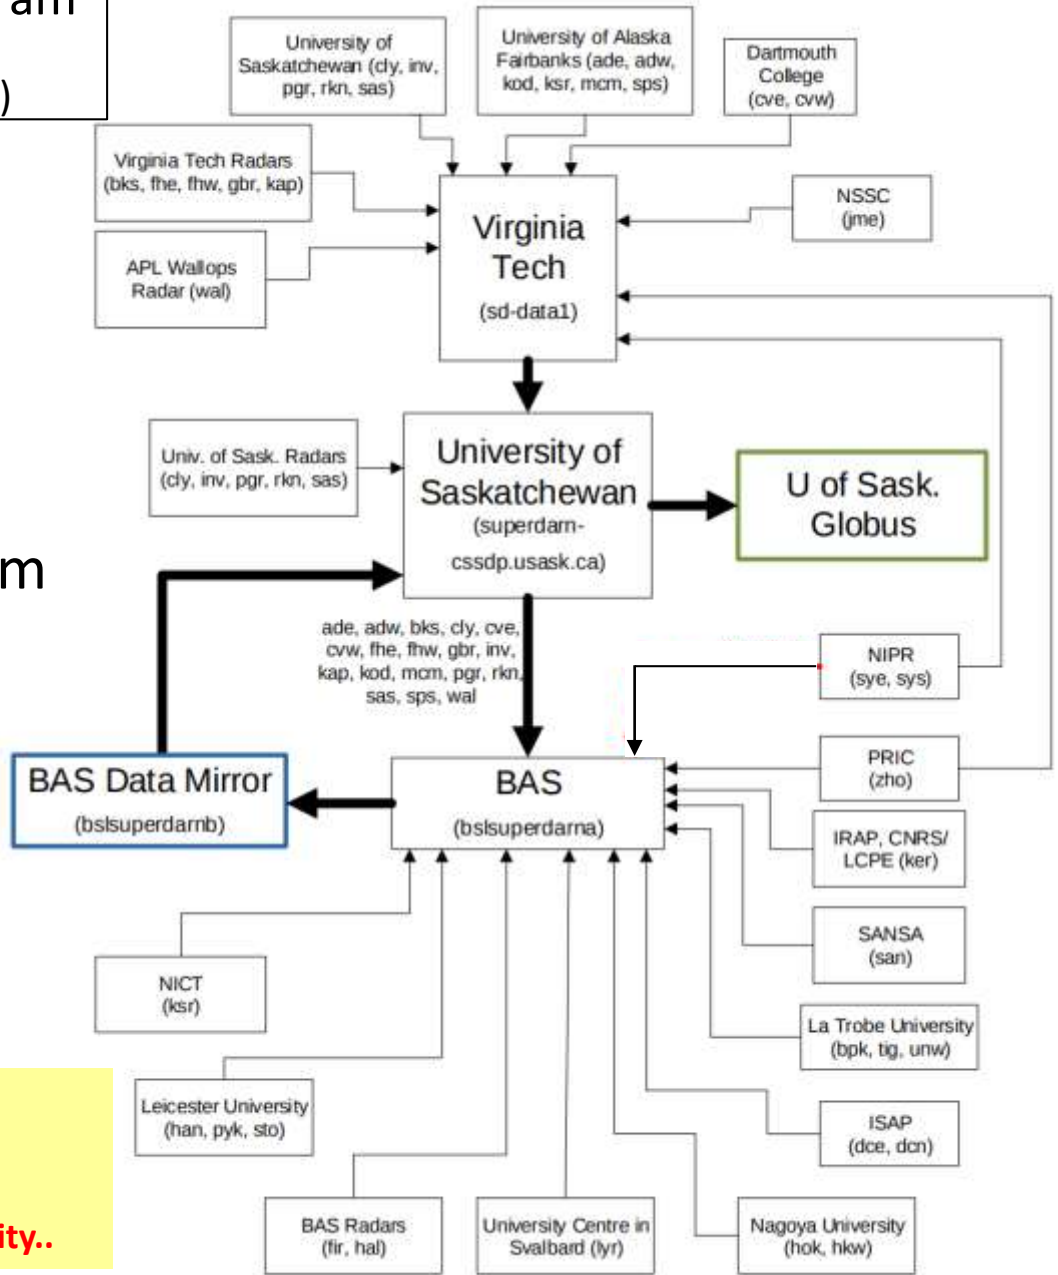 am
)
University of
Saskatchewan (cly, inv,
pgr, rkn, sas)
University of Alaska
Fairbanks (ade, adw,
kod, ksr, mcm, sps)
Dartmouth
College
(cve, cvw)
Virginia Tech Radars
(bks, fhe, fhw, gbr, kap)
NSSC
(jme)
APL Wallops
Radar (wal)
Virginia
Tech
(sd-data1)
Univ. of Sask. Radars
(cly, inv, pgr, rkn, sas)
University of
Saskatchewan
(superdarn-
cssdp.usask.ca)
U of Sask.
Globus
m
ade, adw, bks, cly, cve,
cvw, fhe, fhw, gbr, inv,
kap, kod, mcm, pgr, rkn,
sas, sps, wal
NIPR
(sye, sys)
BAS Data Mirror
(bslsuperdarnb)
BAS
(bslsuperdarna)
PRIC
(zho)
IRAP, CNRS/
LCPE (ker)
SANSA
(san)
NICT
(ksr)
La Trobe University
(bpk, tig, unw)
Leicester University
(han, pyk, sto)
ISAP
(dce, dcn)
BAS Radars
(fir, hal)
University Centre in
Svalbard (lyr)
Nagoya University
(hok, hkw)
ity..